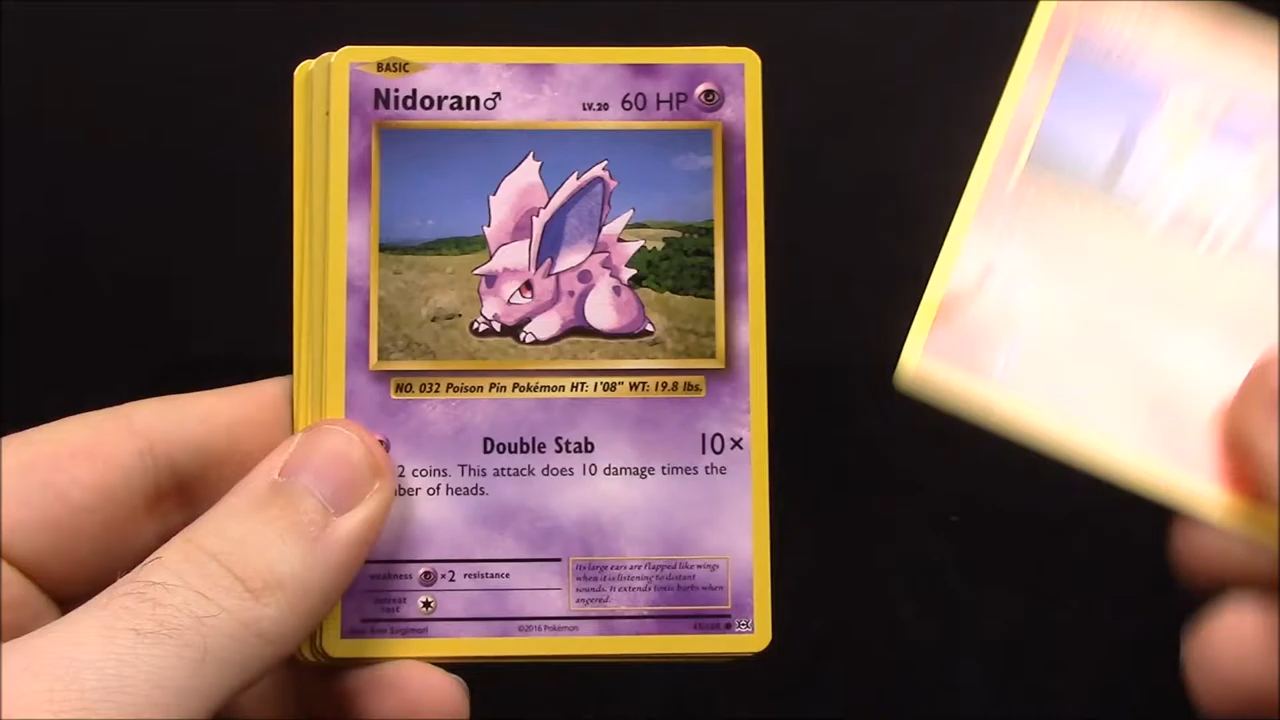 BASIC
Nidoran♂ LV.20 60 HP
NO. 032 Poison Pin Pokémon HT: 1'08" WT: 19.8 lbs.
Double Stab 10×
2 coins. This attack does 10 damage times the
ber of heads.
weakness ×2 resistance
retreat
cost
Its large ears are flapped like wings
when it is listening to distant
sounds. It extends toxic barbs when
angered.
Sugimori ©2016 Pokémon